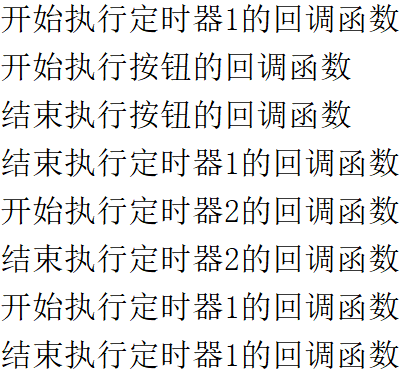 开始执行定时器1的回调函数
开始执行按钮的回调函数
结束执行按钮的回调函数
结束执行定时器1的回调函数
开始执行定时器2的回调函数
结束执行定时器2的回调函数
开始执行定时器1的回调函数
结束执行定时器1的回调函数